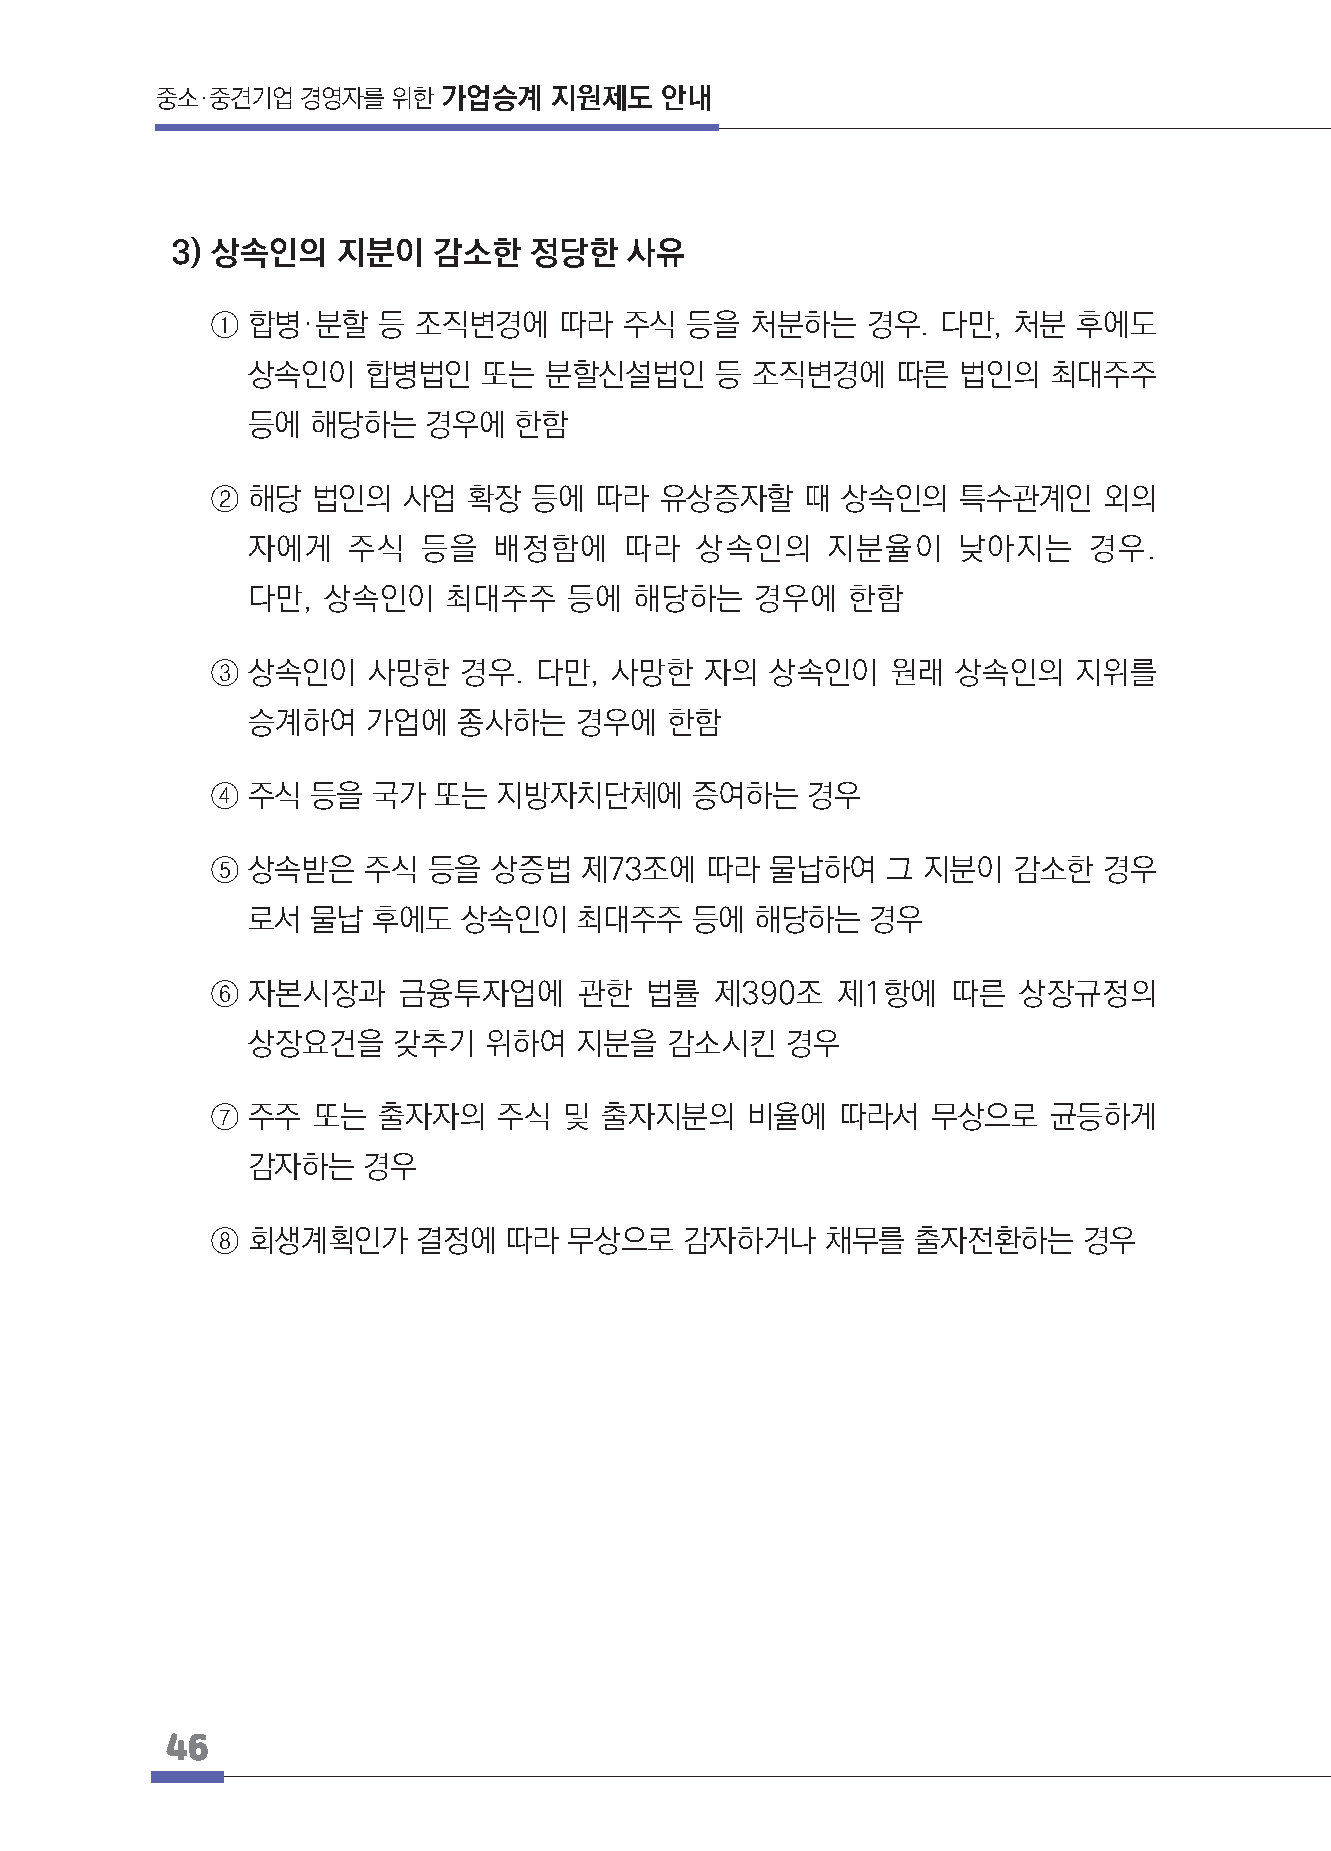 중소·중견기업 경영자를 위한 가업승계 지원제도 안내
3) 상속인의 지분이 감소한 정당한 사유
① 합병·분할 등 조직변경에 따라 주식 등을 처분하는 경우. 다만, 처분 후에도
상속인이 합병법인 또는 분할신설법인 등 조직변경에 따른 법인의 최대주주
등에 해당하는 경우에 한함
② 해당 법인의 사업 확장 등에 따라 유상증자할 때 상속인의 특수관계인 외의
자에게 주식 등을 배정함에 따라 상속인의 지분율이 낮아지는 경우.
다만, 상속인이 최대주주 등에 해당하는 경우에 한함
③ 상속인이 사망한 경우. 다만, 사망한 자의 상속인이 원래 상속인의 지위를
승계하여 가업에 종사하는 경우에 한함
④ 주식 등을 국가 또는 지방자치단체에 증여하는 경우
⑤ 상속받은 주식 등을 상증법 제73조에 따라 물납하여 그 지분이 감소한 경우
로서 물납 후에도 상속인이 최대주주 등에 해당하는 경우
⑥ 자본시장과 금융투자업에 관한 법률 제390조 제1항에 따른 상장규정의
상장요건을 갖추기 위하여 지분을 감소시킨 경우
⑦ 주주 또는 출자자의 주식 및 출자지분의 비율에 따라서 무상으로 균등하게
감자하는 경우
⑧ 회생계획인가 결정에 따라 무상으로 감자하거나 채무를 출자전환하는 경우
46